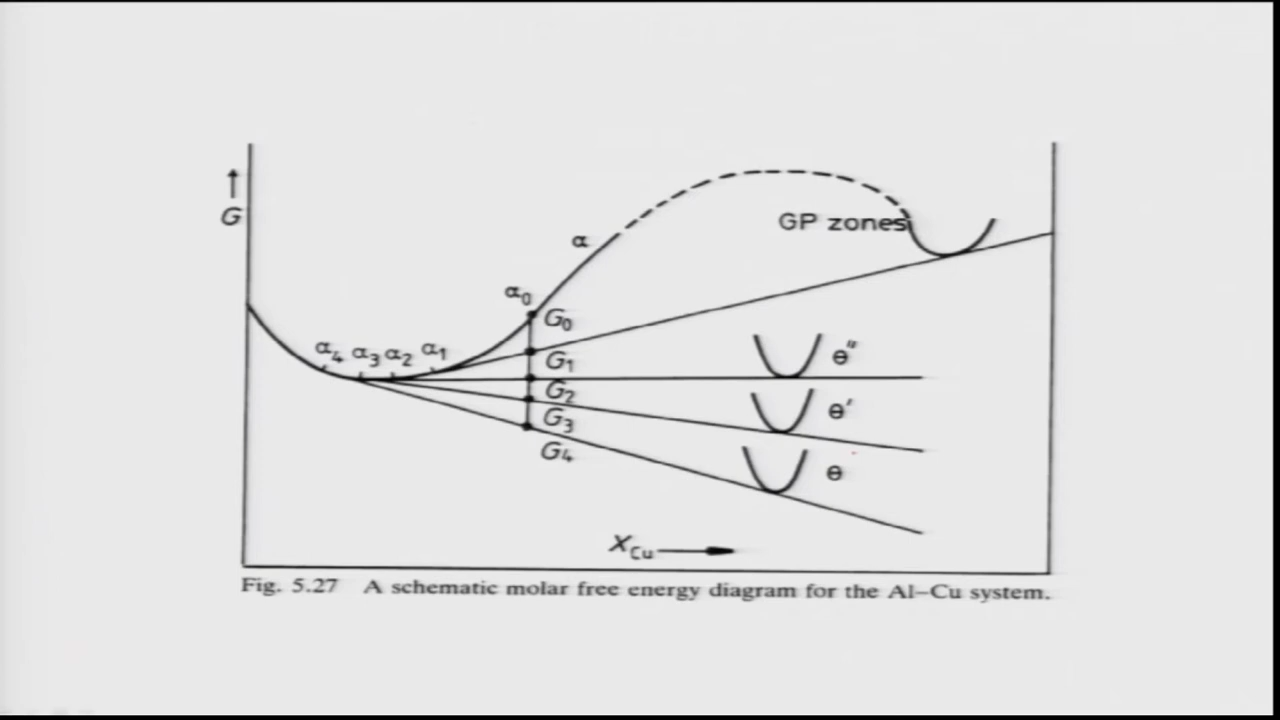 G
α
GP zones
α₀
G₀
α₄ α₃ α₂ α₁
G₁
θ″
G₂
θ′
G₃
G₄
θ
X_Cu
Fig. 5.27 A schematic molar free energy diagram for the Al–Cu system.